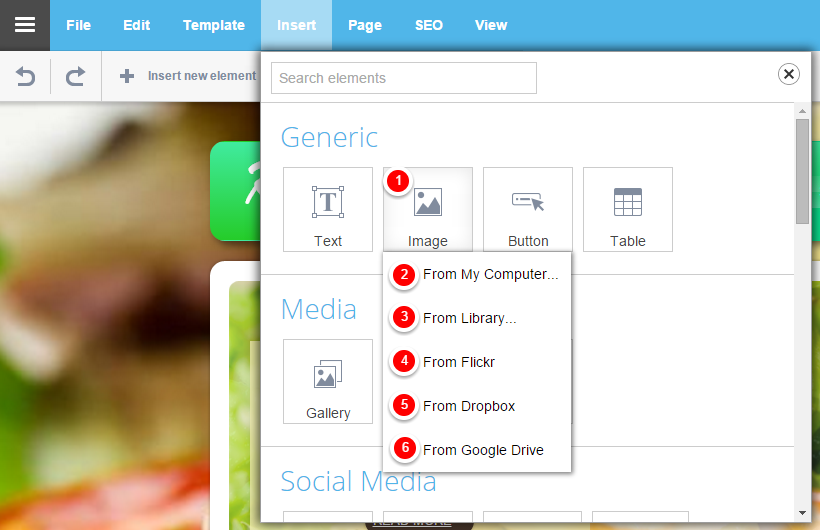 File Edit Template Insert Page SEO View
Insert new element
Search elements
Generic
1
T
Text Image Button Table
2 From My Computer...
3 From Library...
4 From Flickr
5 From Dropbox
6 From Google Drive
Media
Gallery
Social Media
READ MORE